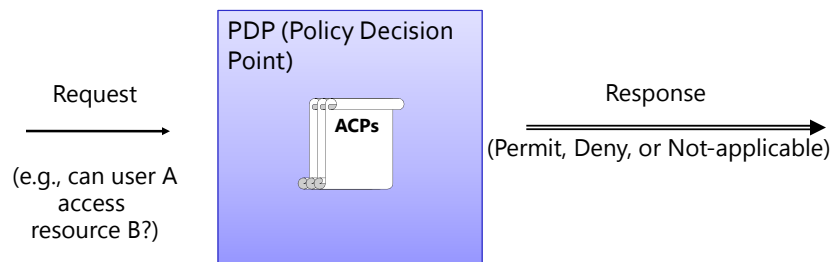 Request
(e.g., can user A
access
resource B?)
PDP (Policy Decision
Point)
ACPs
Response
(Permit, Deny, or Not-applicable)